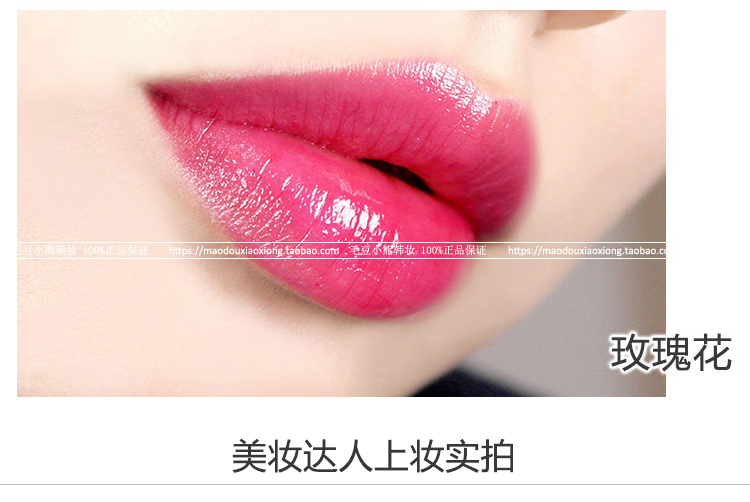 毛豆小熊韩妆 100%正品保证 https://maodouxiaoxiong.taobao.com 毛豆小熊韩妆 100%正品保证 https://maodouxiaoxiong.taobao.co
玫瑰花
美妆达人上妆实拍